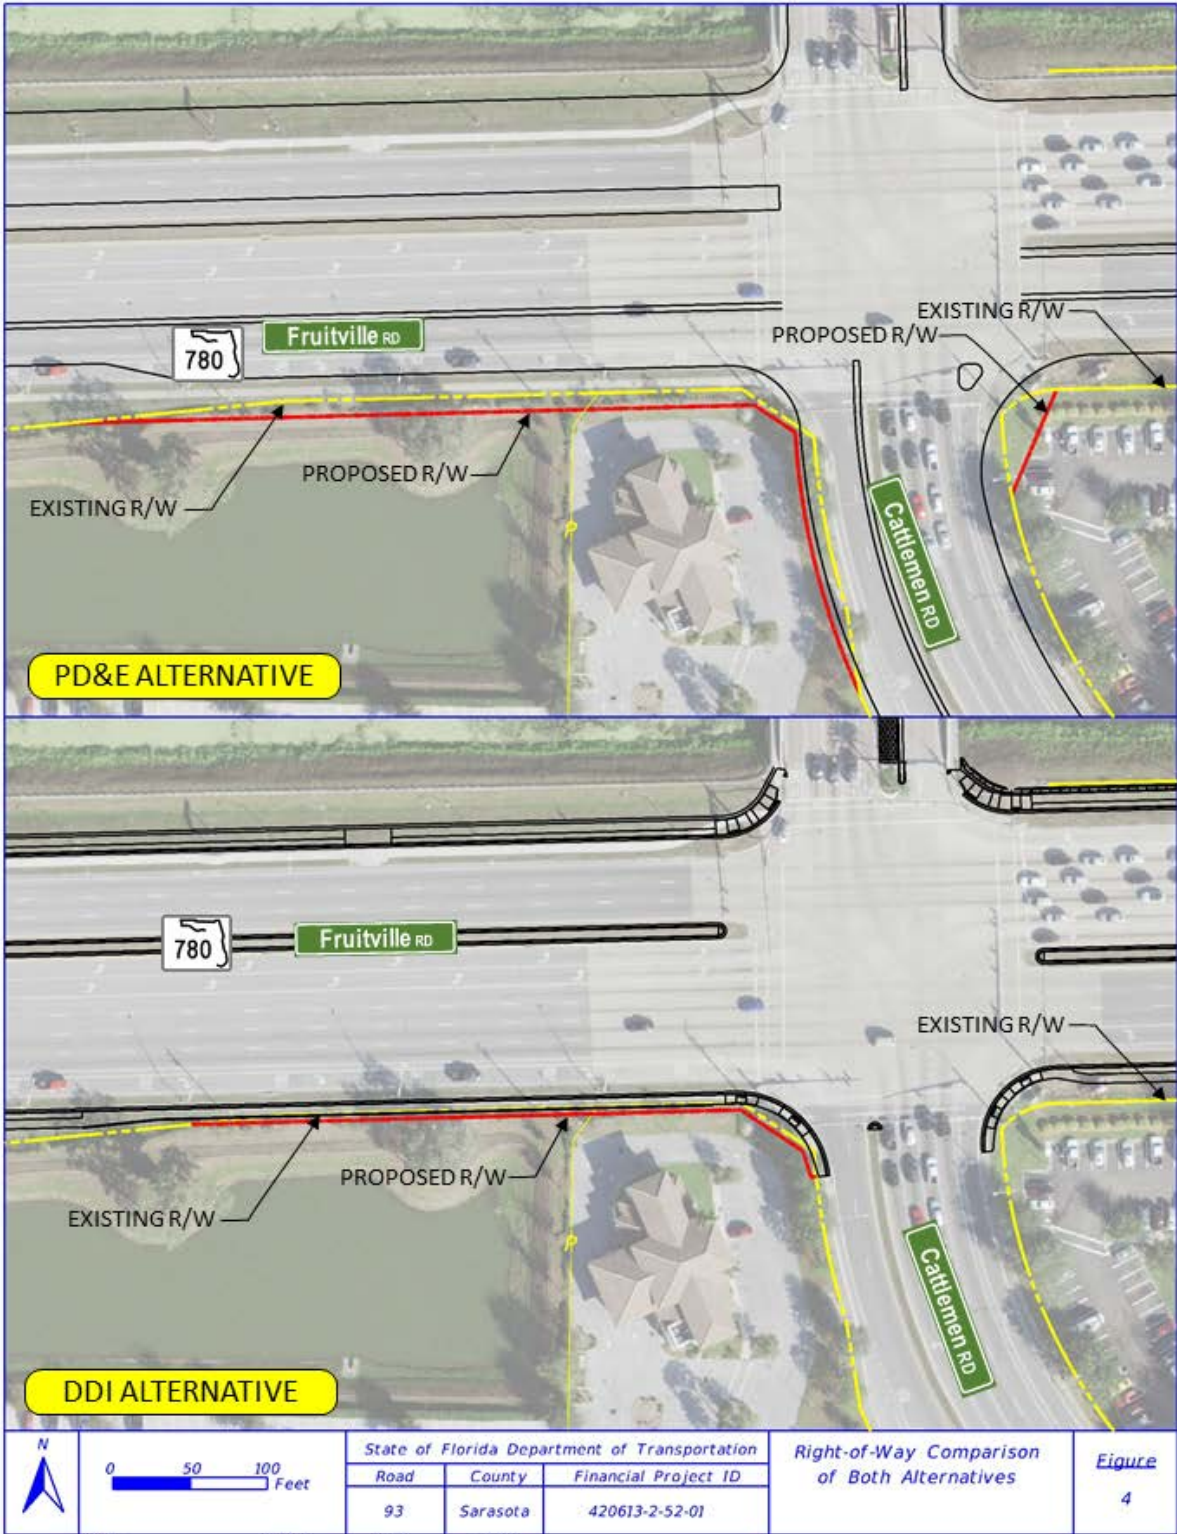 EXISTING R/W
PROPOSED R/W
Fruitville RD
780
PROPOSED R/W
EXISTING R/W
Cattlemen RD
PD&E ALTERNATIVE
780
Fruitville RD
EXISTING R/W
PROPOSED R/W
EXISTING R/W
Cattlemen RD
DDI ALTERNATIVE
N
0 50 100
Feet
State of Florida Department of Transportation
Road County Financial Project ID
93 Sarasota 420613-2-52-01
Right-of-Way Comparison
of Both Alternatives
Figure
4